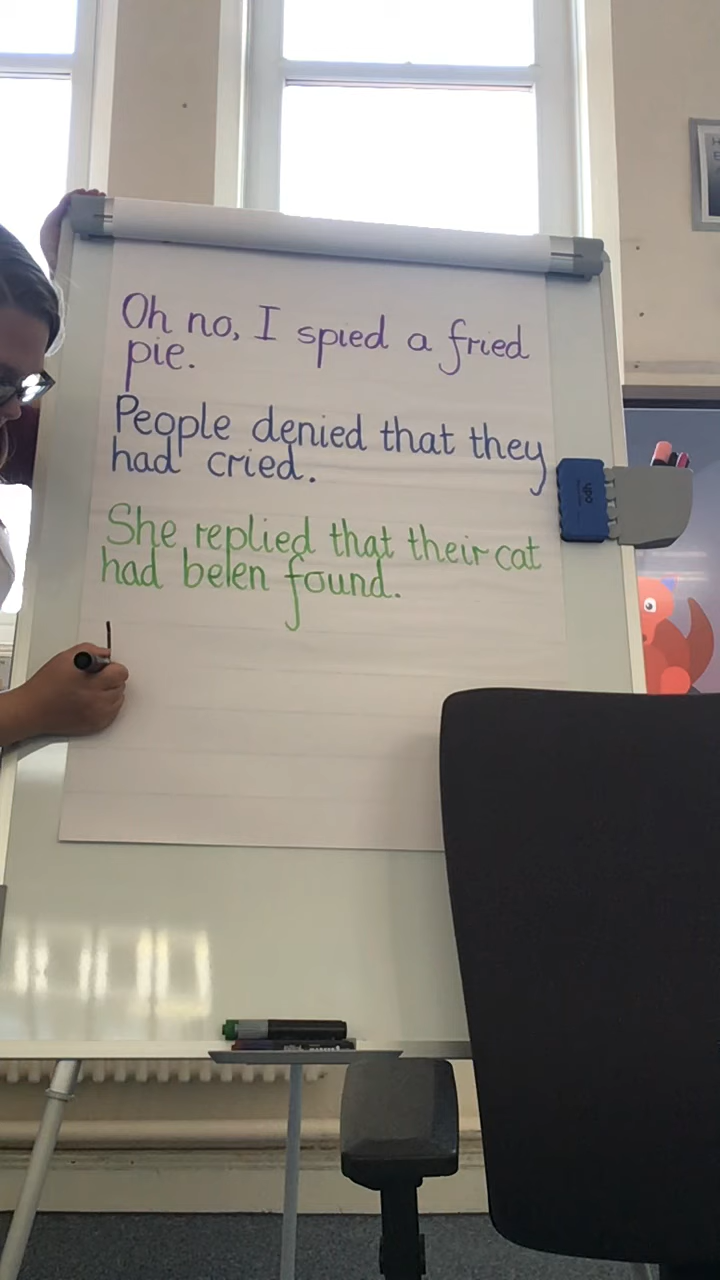 Oh no, I spied a fried
pie.
People denied that they
had cried.
She replied that their cat
had belen found.